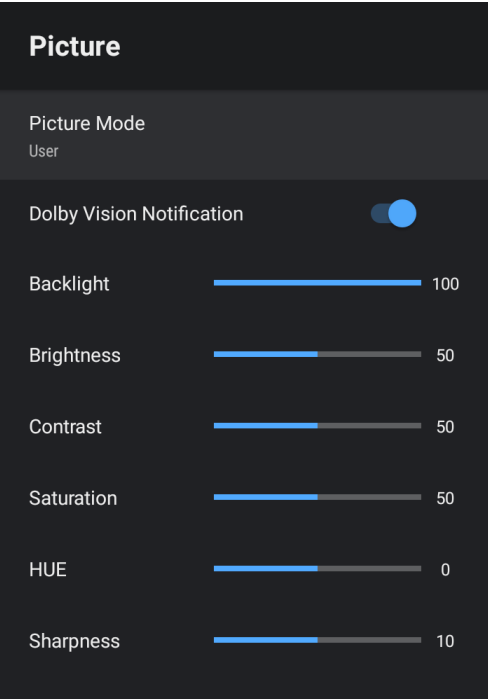 Picture
Picture Mode
User
Dolby Vision Notification
Backlight 100
Brightness 50
Contrast 50
Saturation 50
HUE 0
Sharpness 10